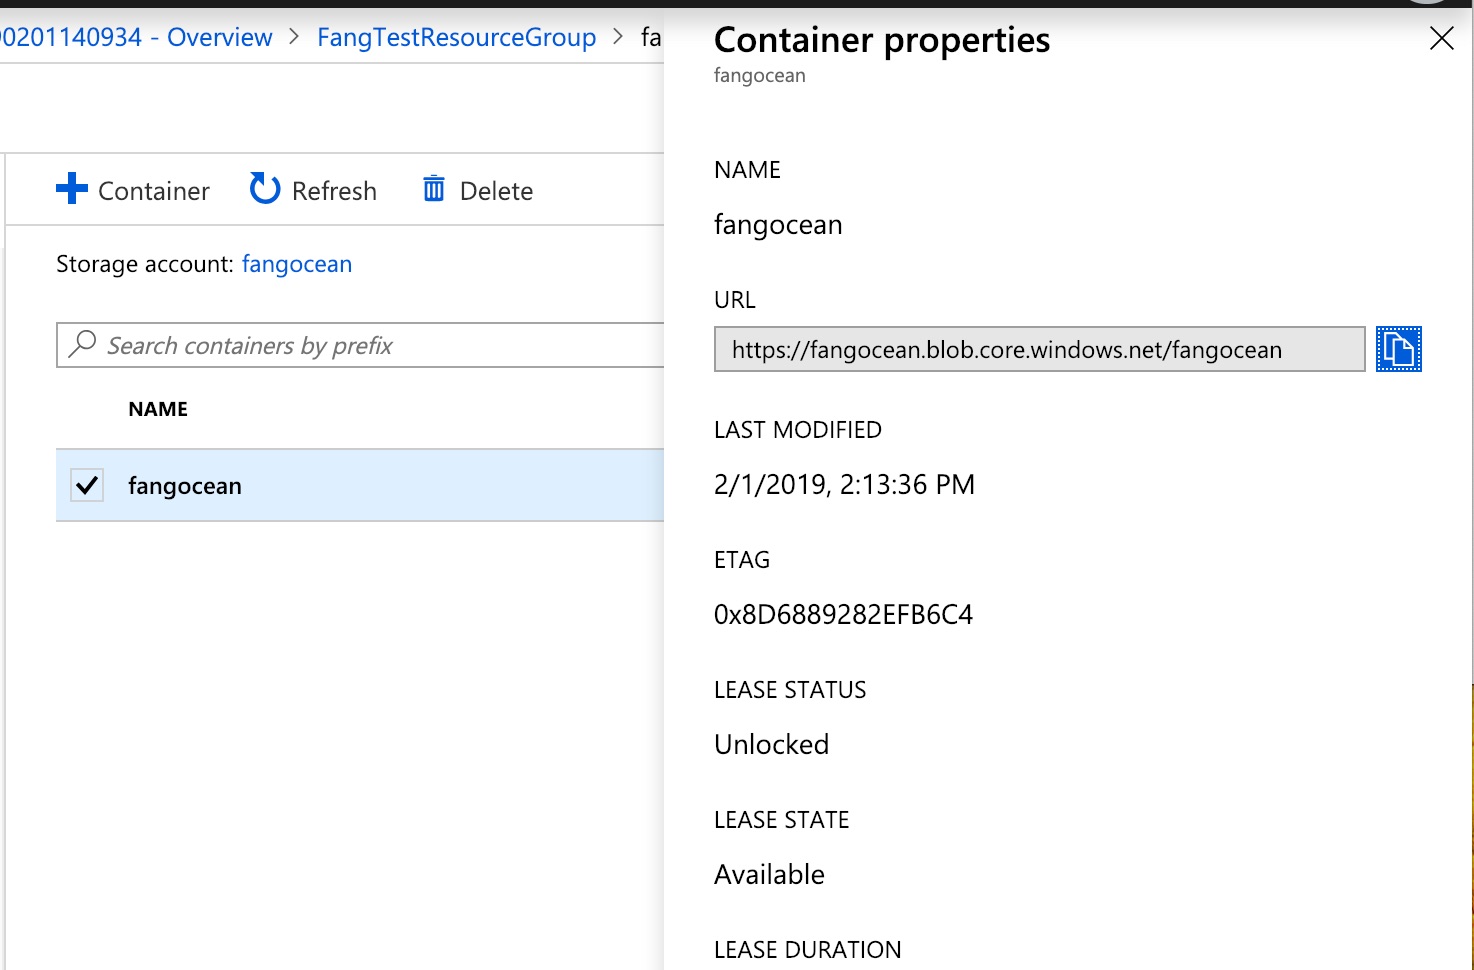 00201140934 - Overview > FangTestResourceGroup > fa
Container Refresh Delete
Storage account: fangocean
Search containers by prefix
NAME
fangocean
Container properties
fangocean
NAME
fangocean
URL
https://fangocean.blob.core.windows.net/fangocean
LAST MODIFIED
2/1/2019, 2:13:36 PM
ETAG
0x8D6889282EFB6C4
LEASE STATUS
Unlocked
LEASE STATE
Available
LEASE DURATION